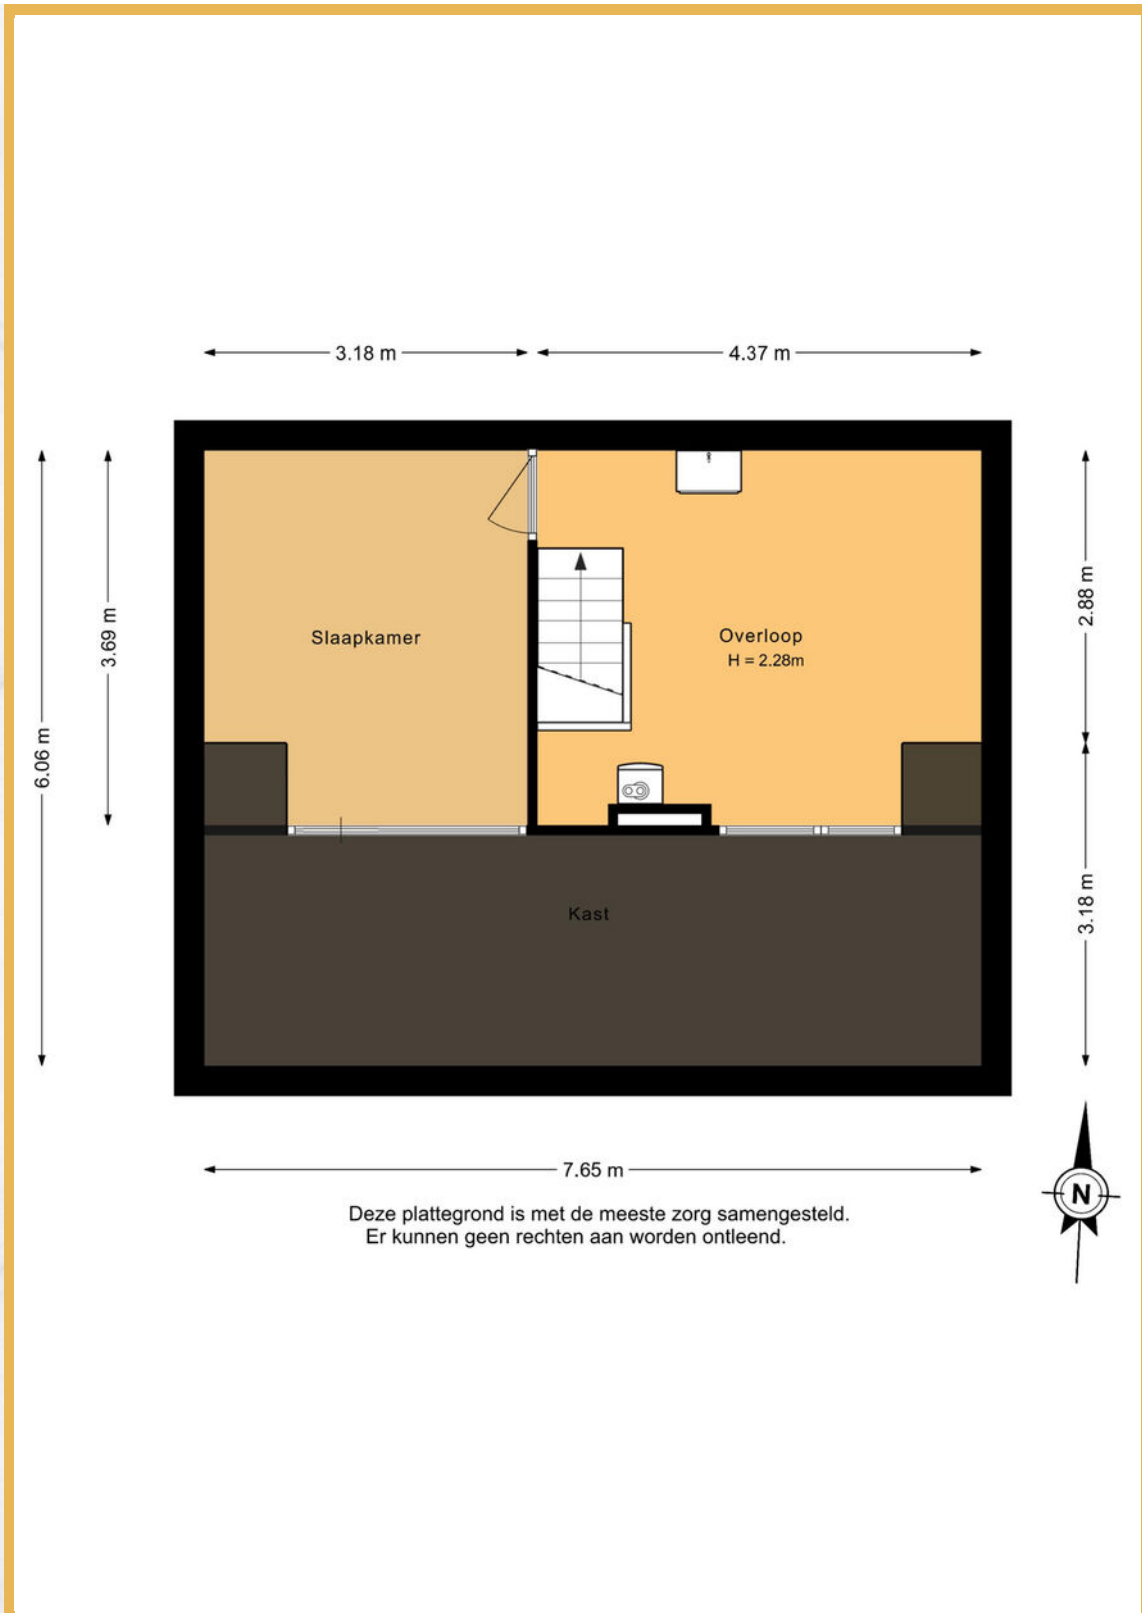 3.18 m
4.37 m
3.69 m
6.06 m
2.88 m
3.18 m
Slaapkamer
Overloop
H = 2.28m
Kast
7.65 m
N
Deze plattegrond is met de meeste zorg samengesteld.
Er kunnen geen rechten aan worden ontleend.